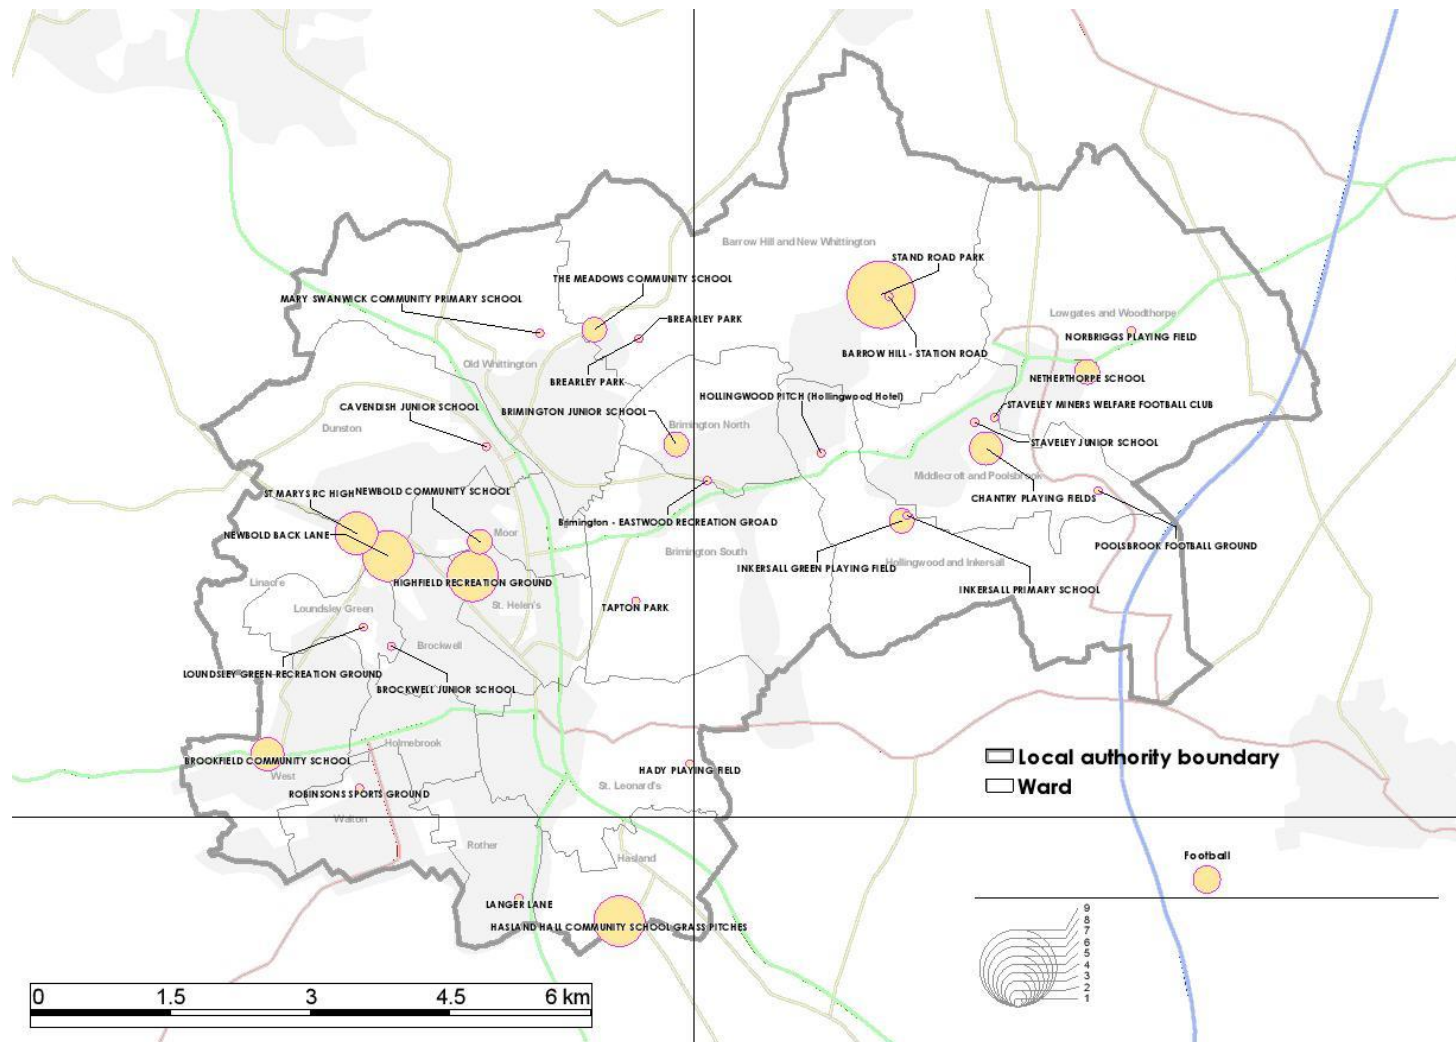 Barrow Hill and New Whittington
STAND ROAD PARK
THE MEADOWS COMMUNITY SCHOOL
MARY SWANWICK COMMUNITY PRIMARY SCHOOL
BREARLEY PARK
Lowgates and Woodthorpe
NORBRIGGS PLAYING FIELD
BARROW HILL - STATION ROAD
Old Whittington
BREARLEY PARK
NETHERTHORPE SCHOOL
HOLLINGWOOD PITCH (Hollingwood Hotel)
CAVENDISH JUNIOR SCHOOL
BRIMINGTON JUNIOR SCHOOL
STAVELEY MINERS WELFARE FOOTBALL CLUB
Dunston
Brimington North
STAVELEY JUNIOR SCHOOL
Middlecroft and Poolsbrook
ST MARYS RC HIGH
NEWBOLD COMMUNITY SCHOOL
CHANTRY PLAYING FIELDS
Brimington - EASTWOOD RECREATION GROAD
NEWBOLD BACK LANE
Moor
POOLSBROOK FOOTBALL GROUND
Brimington South
Hollingwood and Inkersall
INKERSALL GREEN PLAYING FIELD
Linacre
HIGHFIELD RECREATION GROUND
INKERSALL PRIMARY SCHOOL
Loundsley Green
St. Helen's
TAPTON PARK
Brockwell
LOUNDSLEY GREEN RECREATION GROUND
BROCKWELL JUNIOR SCHOOL
Holmebrook
BROOKFIELD COMMUNITY SCHOOL
Local authority boundary
HADY PLAYING FIELD
West
St. Leonard's
Ward
ROBINSONS SPORTS GROUND
Walton
Rother
Hasland
Football
LANGER LANE
HASLAND HALL COMMUNITY SCHOOL GRASS PITCHES
9
8
7
6
5
4
3
2
1
0 1.5 3 4.5 6 km